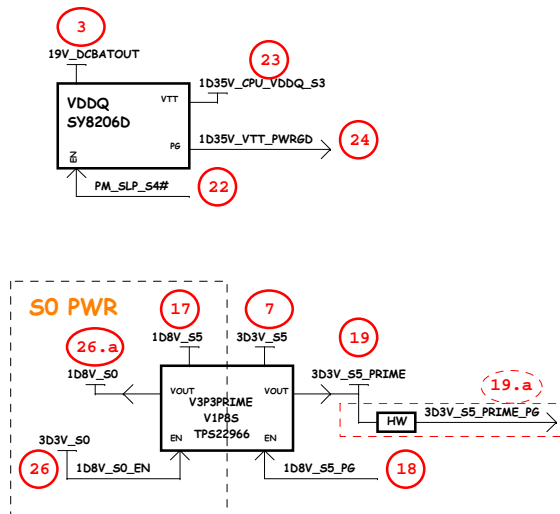 3
19V_DCBATOUT
23
1D35V_CPU_VDDQ_S3
VDDQ
SY8206D
VTT
1D35V_VTT_PWRGD
PG
24
EN
PM_SLP_S4#
22
S0 PWR
17
7
26.a
1D8V_S5
3D3V_S5
19
1D8V_S0
3D3V_S5_PRIME
19.a
VOUT
VOUT
V3P3PRIME
V1P8S
TPS22966
HW
3D3V_S5_PRIME_PG
3D3V_S0
EN
EN
26
1D8V_S0_EN
1D8V_S5_PG
18